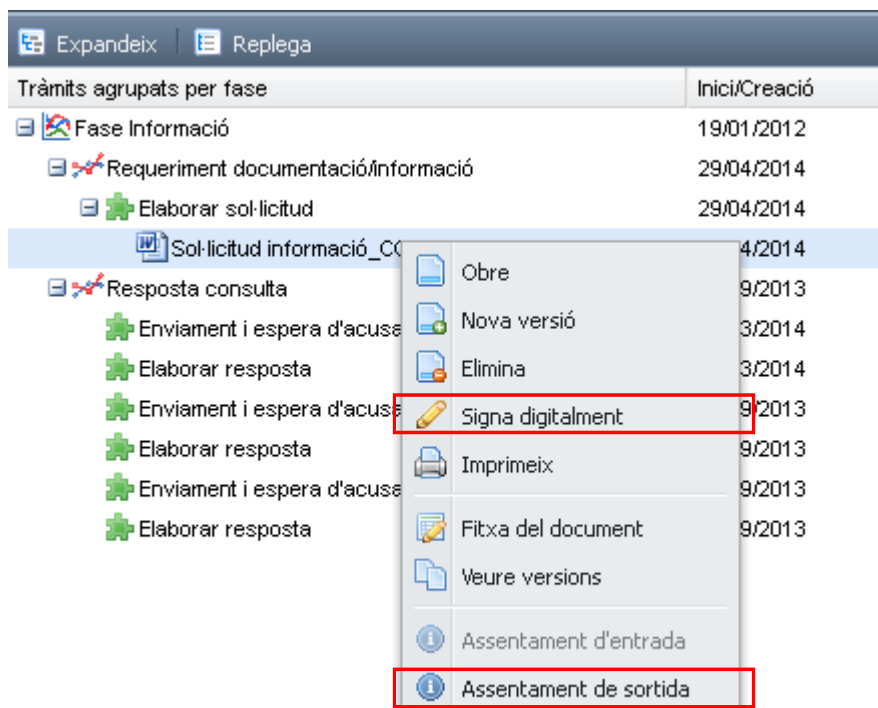 Expandeix Replega
Tràmits agrupats per fase Inici/Creació
Fase Informació 19/01/2012
Requeriment documentació/informació 29/04/2014
Elaborar sol·licitud 29/04/2014
Sol·licitud informació_CO 4/2014
Obre
Resposta consulta 9/2013
Nova versió
Enviament i espera d'acusa 3/2014
Elaborar resposta Elimina 3/2014
Enviament i espera d'acusa Signa digitalment 9/2013
Elaborar resposta 9/2013
Imprimeix
Enviament i espera d'acusa 9/2013
Elaborar resposta Fitxa del document 9/2013
Veure versions
Assentament d'entrada
Assentament de sortida